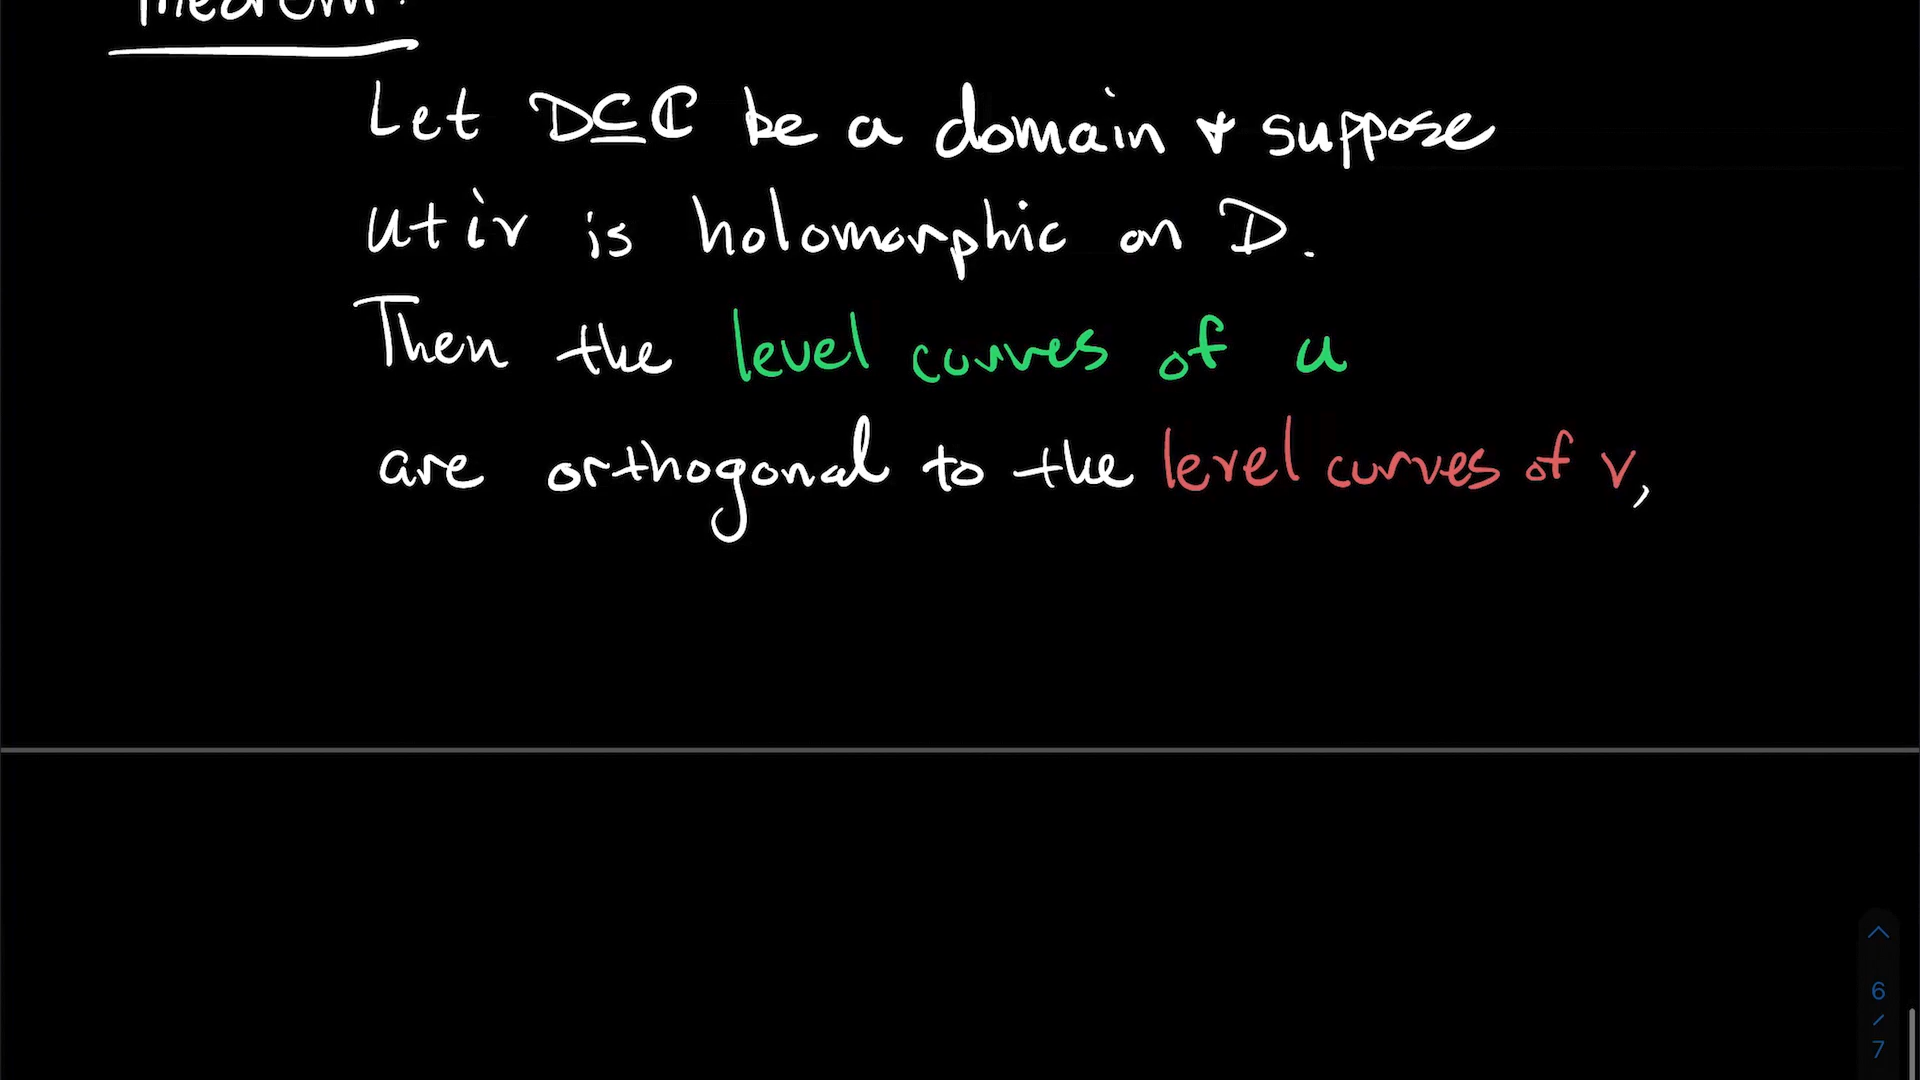 Theorem:
Let D⊆ℂ be a domain & suppose
u+iv is holomorphic on D.
Then the level curves of u
are orthogonal to the level curves of v,
6
/
7